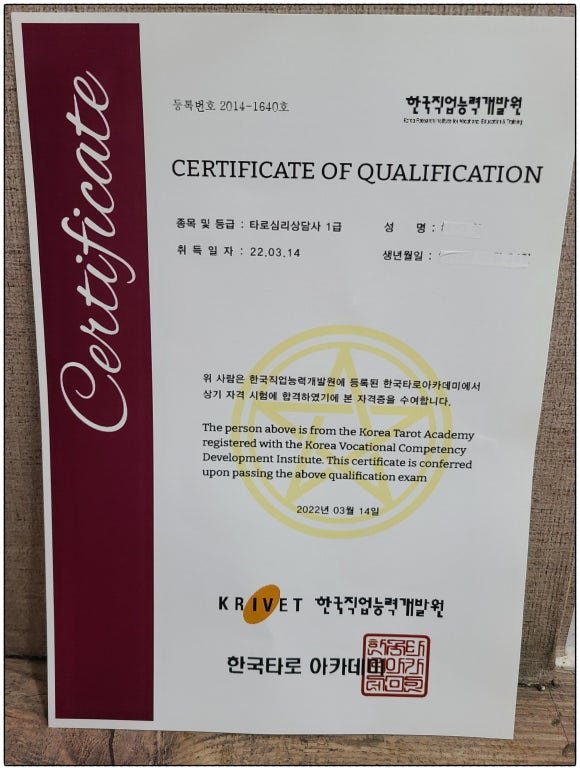 Certificate
등록번호 2014-1640호
한국직업능력개발원
Korea Research Institute for Vocational Education & Training
CERTIFICATE OF QUALIFICATION
종목 및 등급 : 타로심리상담사 1급 성 명 :
취 득 일 자 : 22.03.14 생년월일 :
위 사람은 한국직업능력개발원에 등록된 한국타로아카데미에서
상기 자격 시험에 합격하였기에 본 자격증을 수여합니다.
The person above is from the Korea Tarot Academy
registered with the Korea Vocational Competency
Development Institute. This certificate is conferred
upon passing the above qualification exam
2022년 03월 14일
KRIVET 한국직업능력개발원
한국타로 아카데미